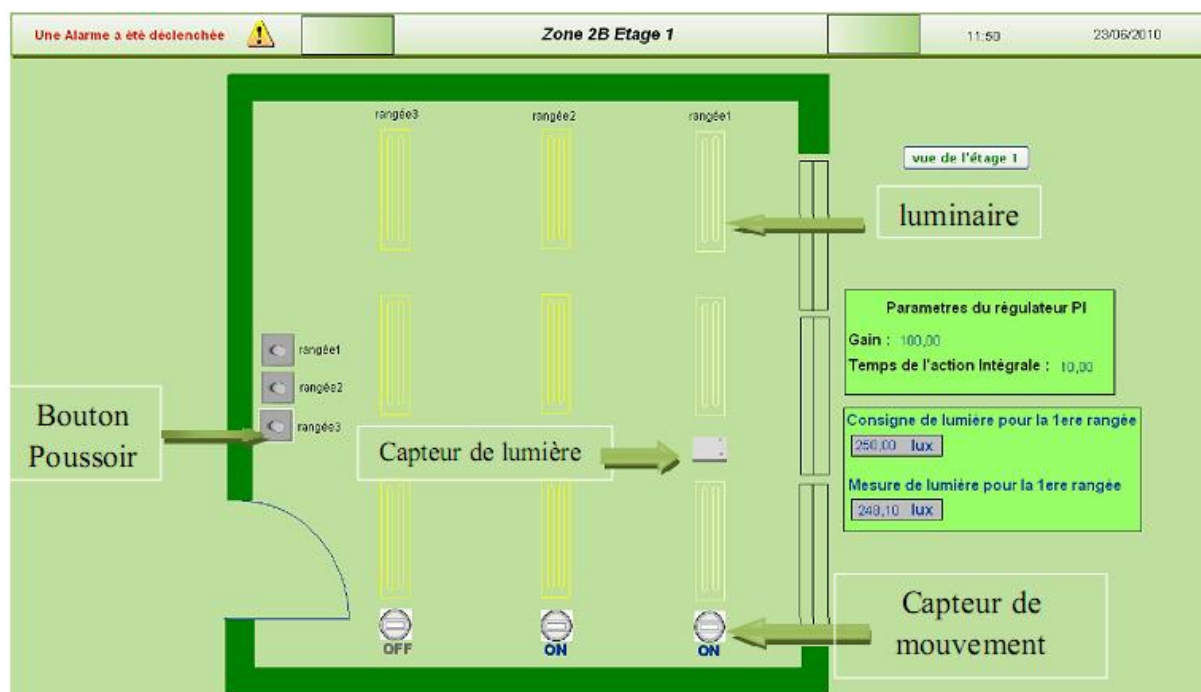 Une Alarme a été déclenchée
Zone 2B Etage 1
11:50
23/06/2010
rangée3
rangée2
rangée1
vue de l'étage 1
luminaire
Parametres du régulateur PI
Gain : 100,00
Temps de l'action Intégrale : 10,00
rangée1
rangée2
rangée3
Bouton
Poussoir
Capteur de lumière
Consigne de lumière pour la 1ere rangée
250,00 lux
Mesure de lumière pour la 1ere rangée
249,10 lux
Capteur de
mouvement
OFF
ON
ON